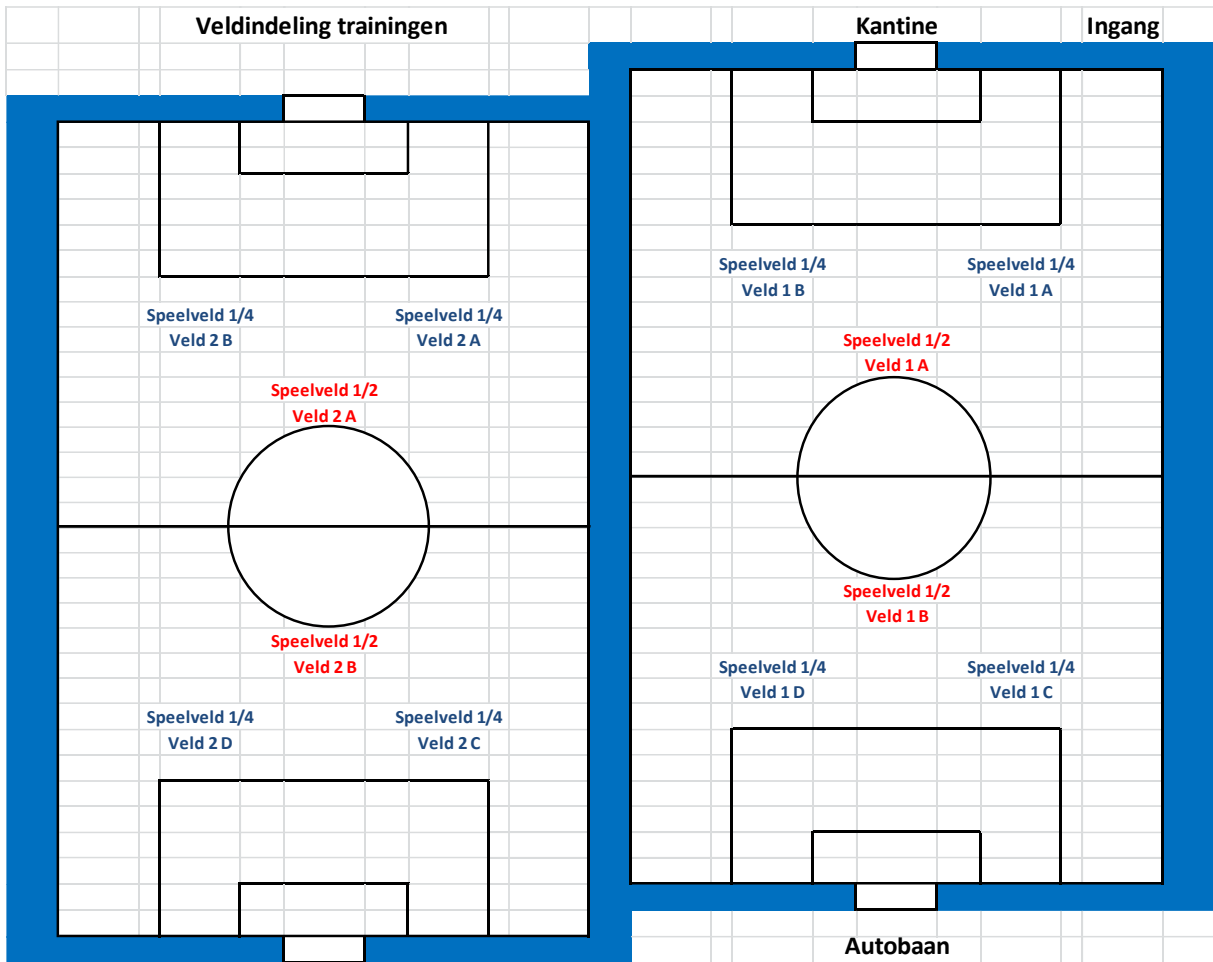 Veldindeling trainingen
Kantine
Ingang
Speelveld 1/4
Veld 2 B
Speelveld 1/4
Veld 2 A
Speelveld 1/2
Veld 2 A
Speelveld 1/2
Veld 2 B
Speelveld 1/4
Veld 2 D
Speelveld 1/4
Veld 2 C
Speelveld 1/4
Veld 1 B
Speelveld 1/4
Veld 1 A
Speelveld 1/2
Veld 1 A
Speelveld 1/2
Veld 1 B
Speelveld 1/4
Veld 1 D
Speelveld 1/4
Veld 1 C
Autobaan